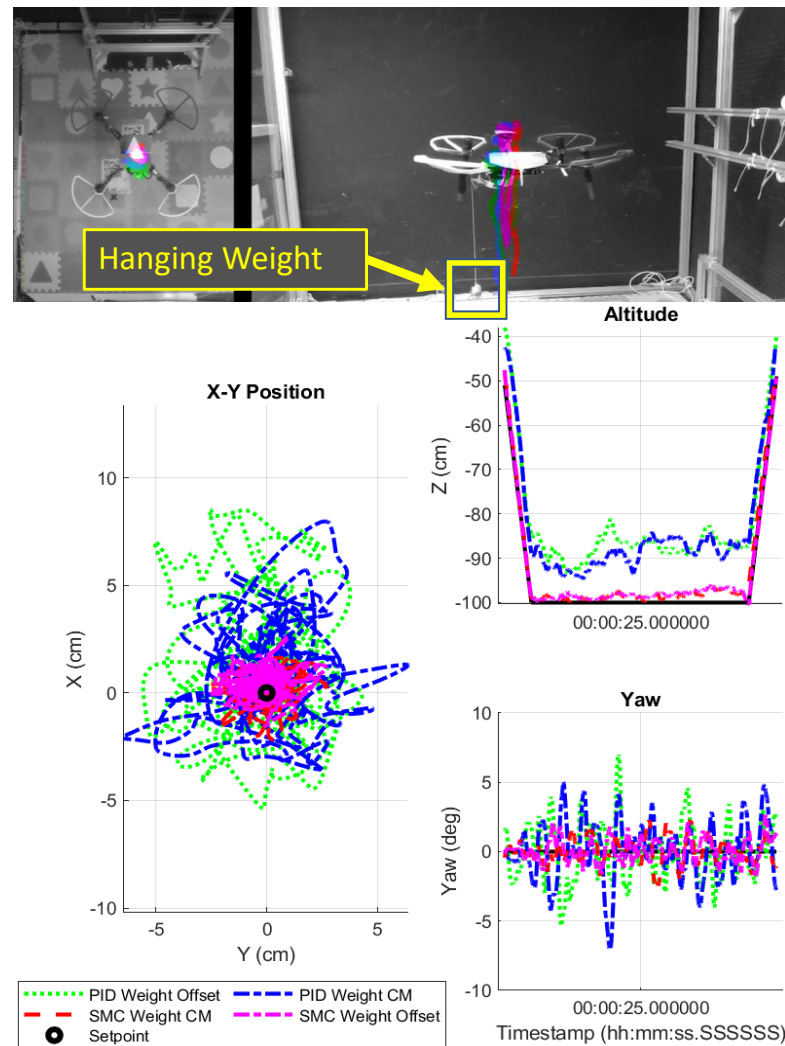 Hanging Weight
Altitude
-40
-50
-60
-70
-80
-90
-100
Z (cm)
00:00:25.000000
X-Y Position
10
5
0
-5
-10
X (cm)
-5
0
5
Y (cm)
Yaw
10
5
0
-5
-10
Yaw (deg)
00:00:25.000000
Timestamp (hh:mm:ss.SSSSSS)
PID Weight Offset PID Weight CM
SMC Weight CM SMC Weight Offset
Setpoint